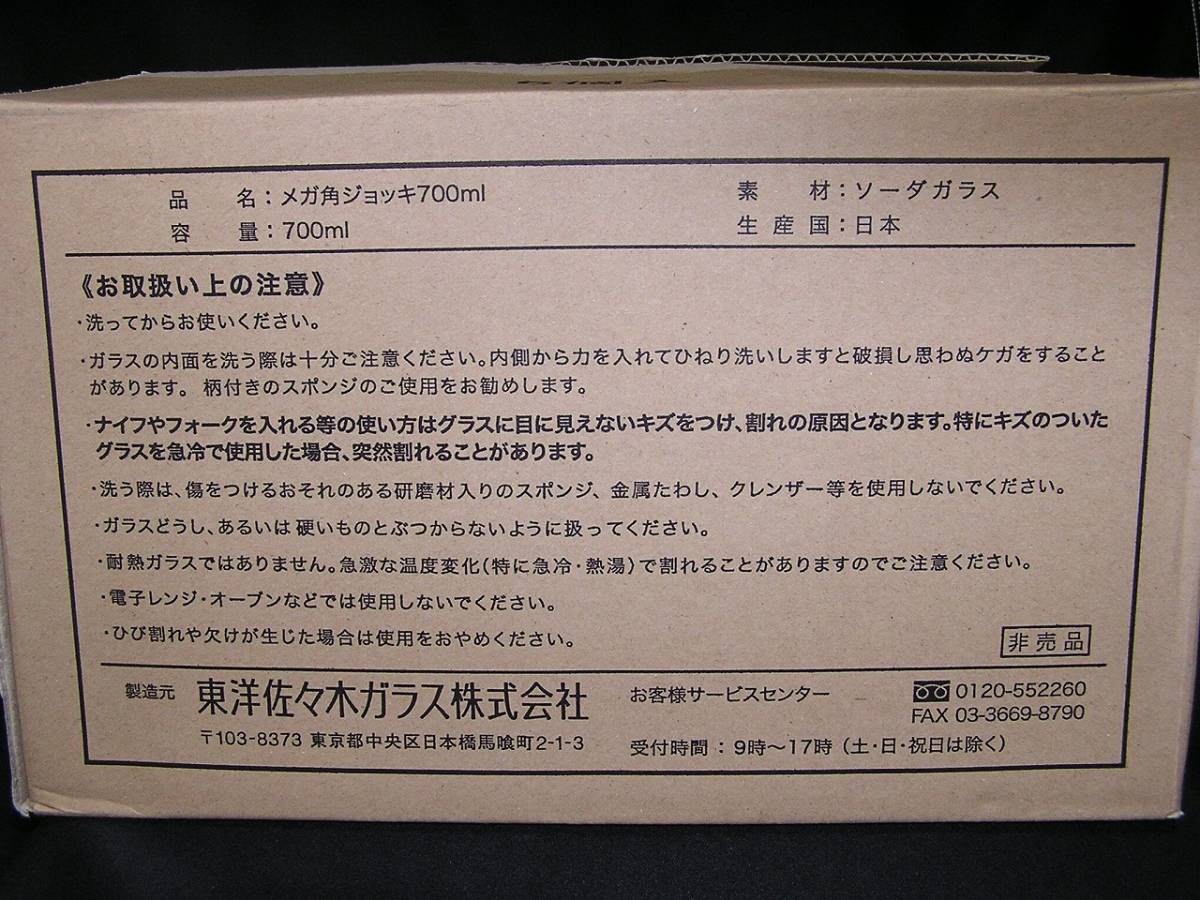 品　名：メガ角ジョッキ700ml
容　量：700ml
素　材：ソーダガラス
生産国：日本
《お取扱い上の注意》
・洗ってからお使いください。
・ガラスの内面を洗う際は十分ご注意ください。内側から力を入れてひねり洗いしますと破損し思わぬケガをすること
があります。 柄付きのスポンジのご使用をお勧めします。
・ナイフやフォークを入れる等の使い方はグラスに目に見えないキズをつけ、割れの原因となります。特にキズのついた
グラスを急冷で使用した場合、突然割れることがあります。
・洗う際は、傷をつけるおそれのある研磨材入りのスポンジ、金属たわし、クレンザー等を使用しないでください。
・ガラスどうし、あるいは硬いものとぶつからないように扱ってください。
・耐熱ガラスではありません。急激な温度変化（特に急冷・熱湯）で割れることがありますのでご注意ください。
・電子レンジ・オーブンなどでは使用しないでください。
・ひび割れや欠けが生じた場合は使用をおやめください。
非売品
製造元 東洋佐々木ガラス株式会社
〒103-8373 東京都中央区日本橋馬喰町2-1-3
お客様サービスセンター 0120-552260
FAX 03-3669-8790
受付時間：9時～17時（土・日・祝日は除く）